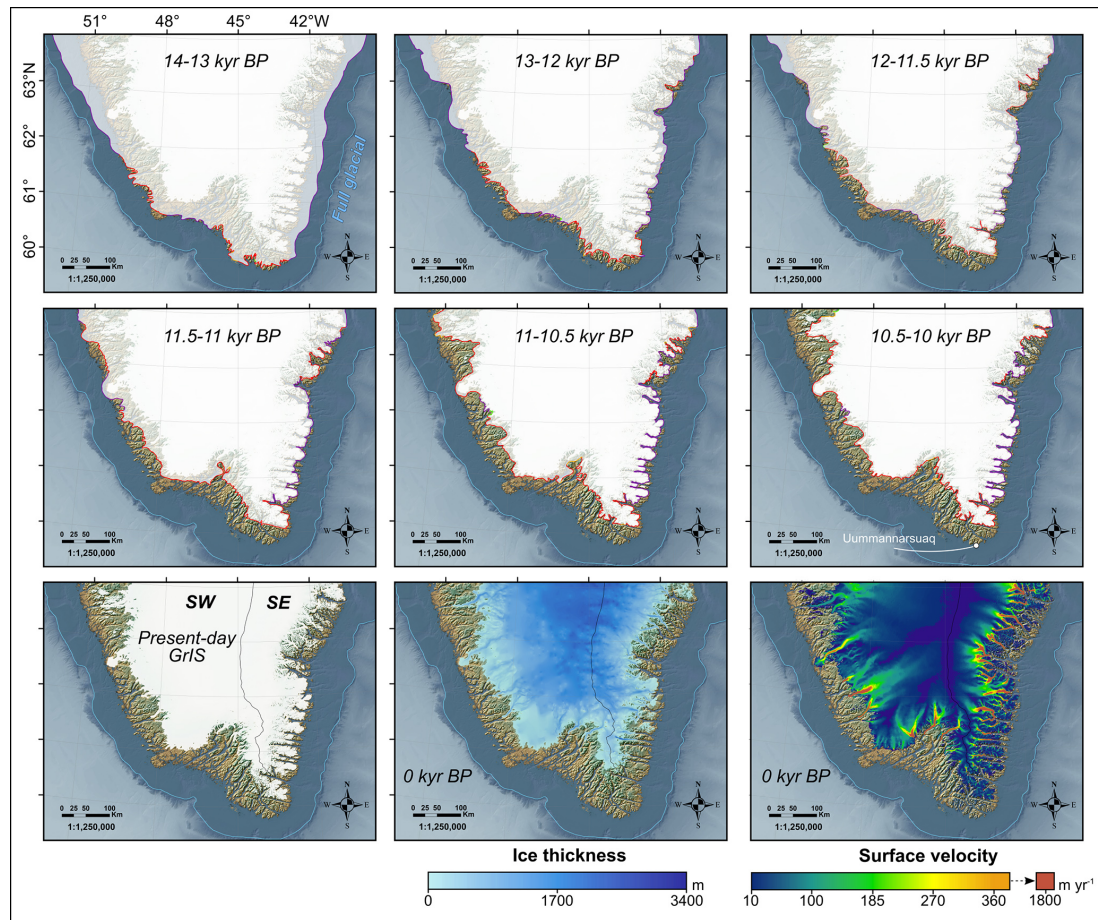 51° 48° 45° 42°W
63°N
62°
61°
60°
14-13 kyr BP
Full glacial
0 25 50 100
Km
1:1,250,000
N
W E
S
13-12 kyr BP
0 25 50 100
Km
1:1,250,000
N
W E
S
12-11.5 kyr BP
0 25 50 100
Km
1:1,250,000
N
W E
S
11.5-11 kyr BP
0 25 50 100
Km
1:1,250,000
N
W E
S
11-10.5 kyr BP
0 25 50 100
Km
1:1,250,000
N
W E
S
10.5-10 kyr BP
Uummannarsuaq
0 25 50 100
Km
1:1,250,000
N
W E
S
SW SE
Present-day
GrIS
0 25 50 100
Km
1:1,250,000
N
W E
S
0 kyr BP
0 25 50 100
Km
1:1,250,000
N
W E
S
0 kyr BP
0 25 50 100
Km
1:1,250,000
N
W E
S
Ice thickness
m
0 1700 3400
Surface velocity
m yr⁻¹
10 100 185 270 360 1800